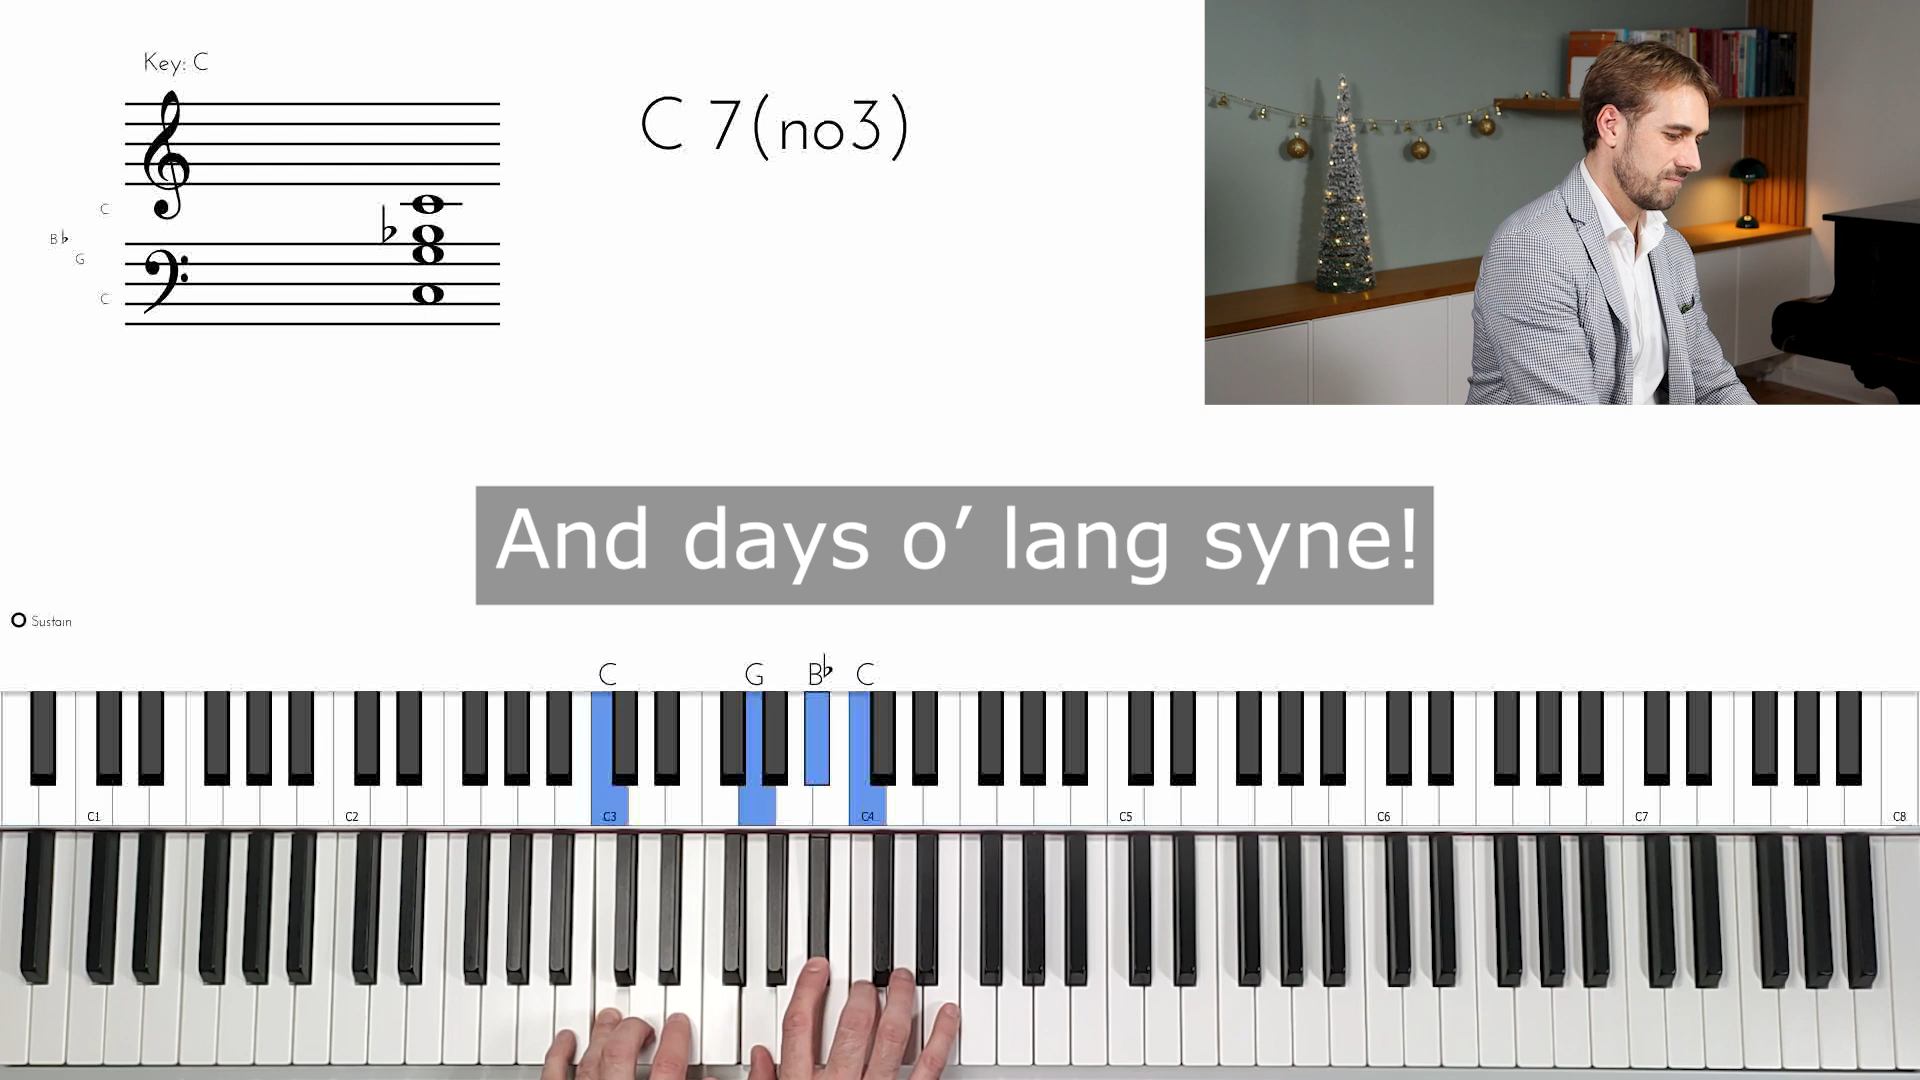 Key: C
C 7(no3)
C
B♭
G
C
And days o’ lang syne!
Sustain
C G B♭ C
C1 C2 C3 C4 C5 C6 C7 C8